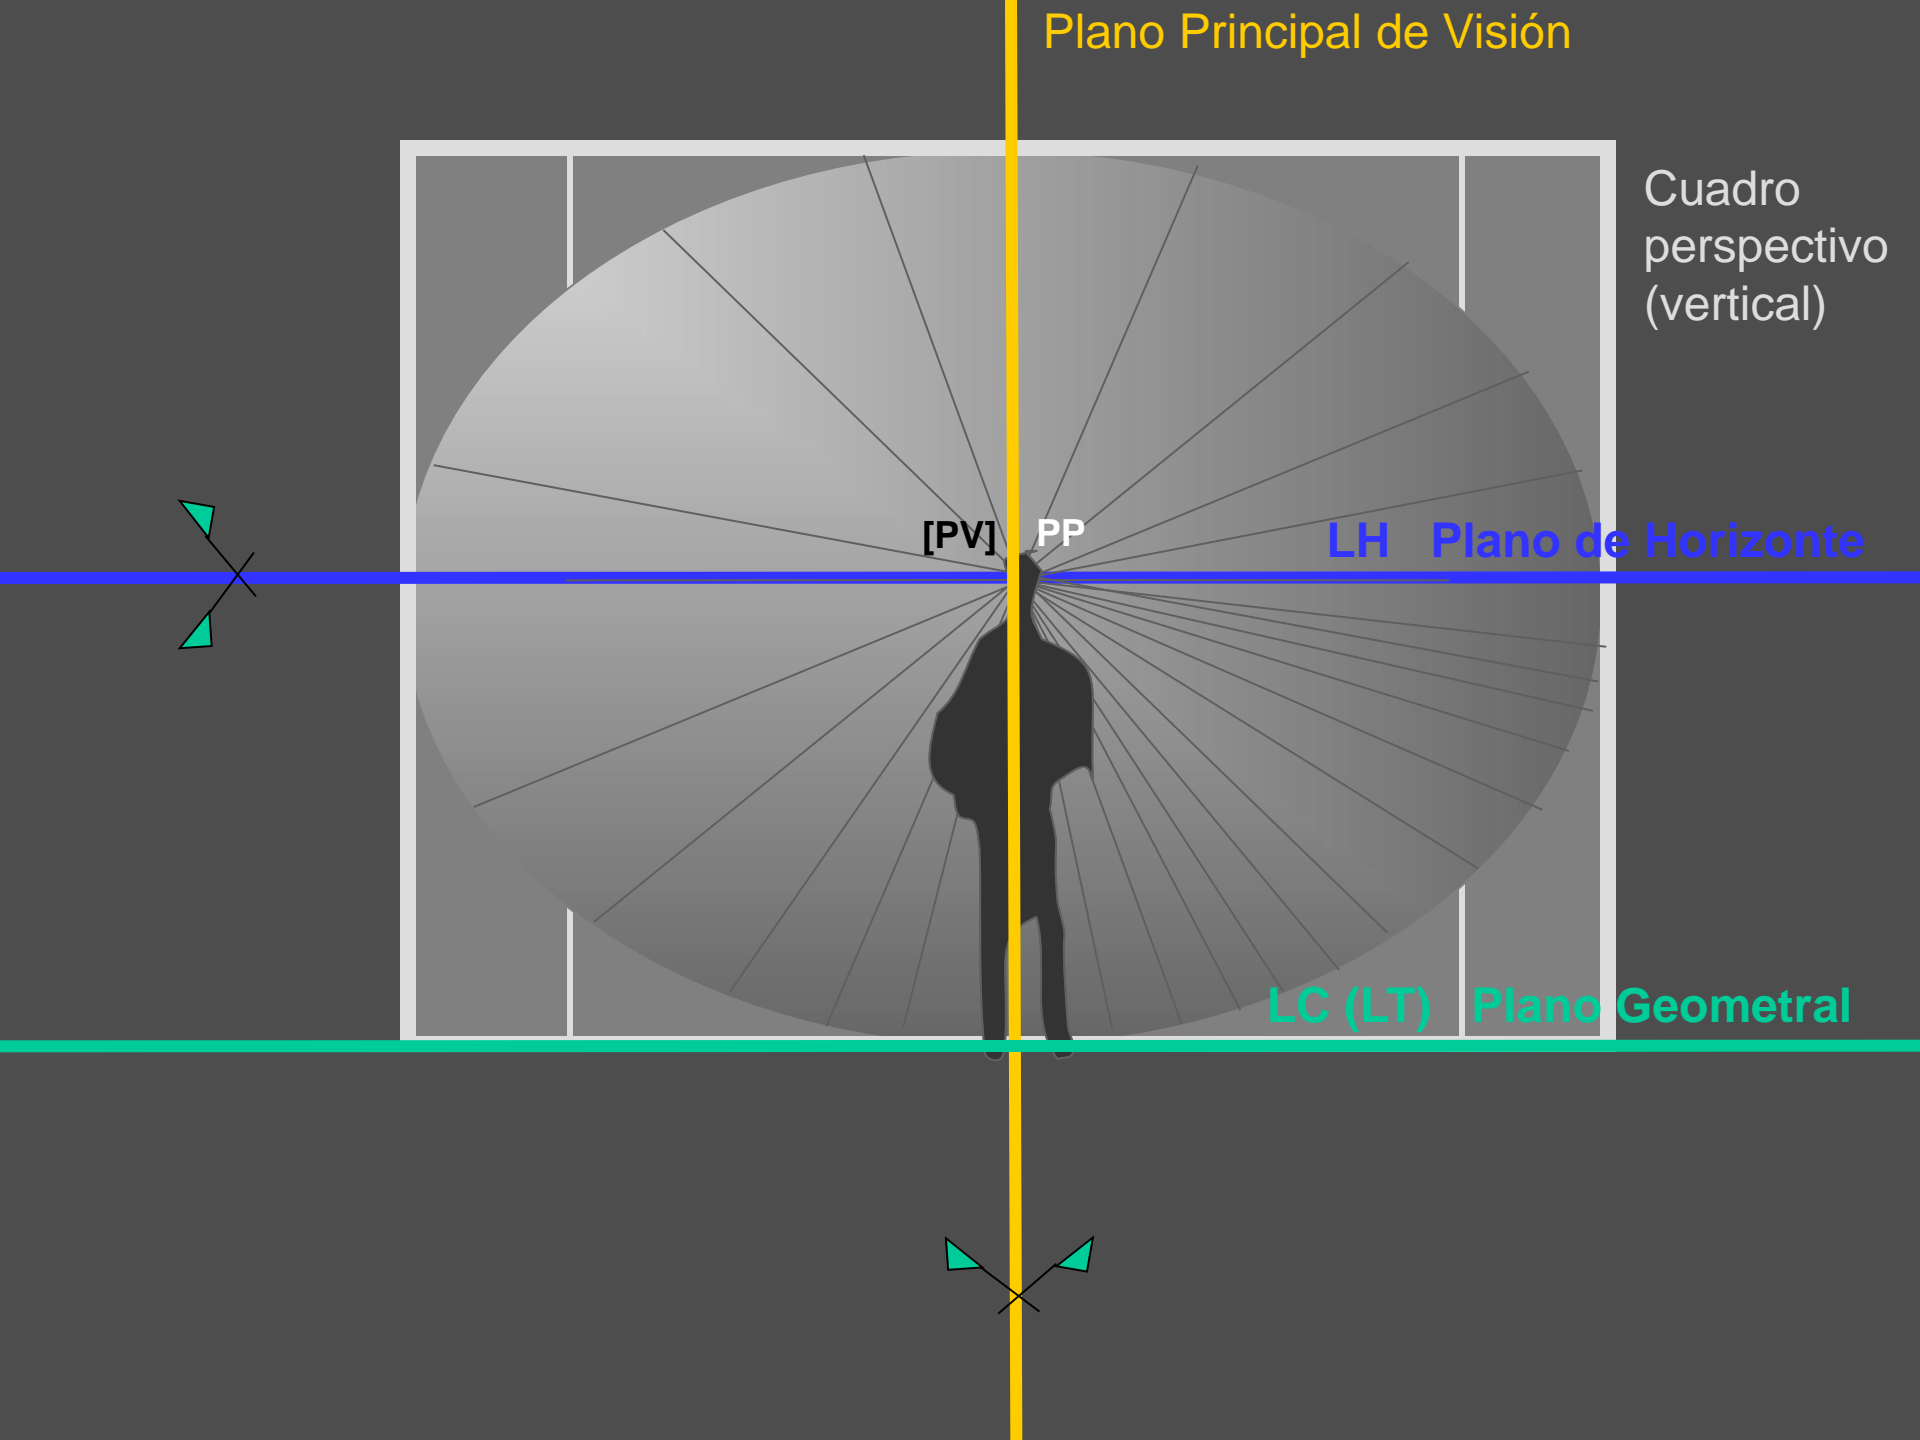 Plano Principal de Visión
Cuadro
perspectivo
(vertical)
[PV] PP
LH Plano de Horizonte
LC (LT) Plano Geometral